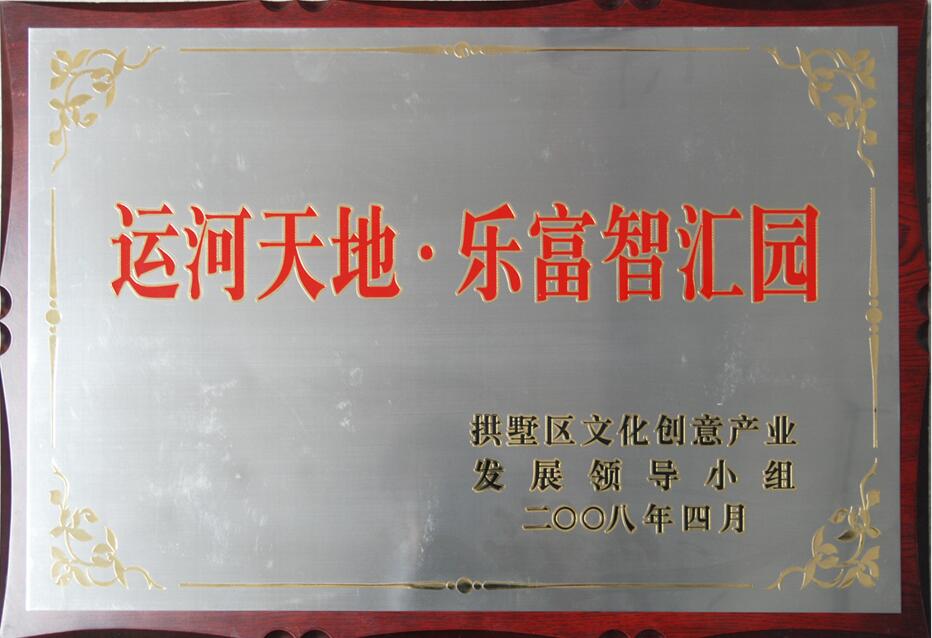 运河天地·乐富智汇园
拱墅区文化创意产业
发展领导小组
二〇〇八年四月